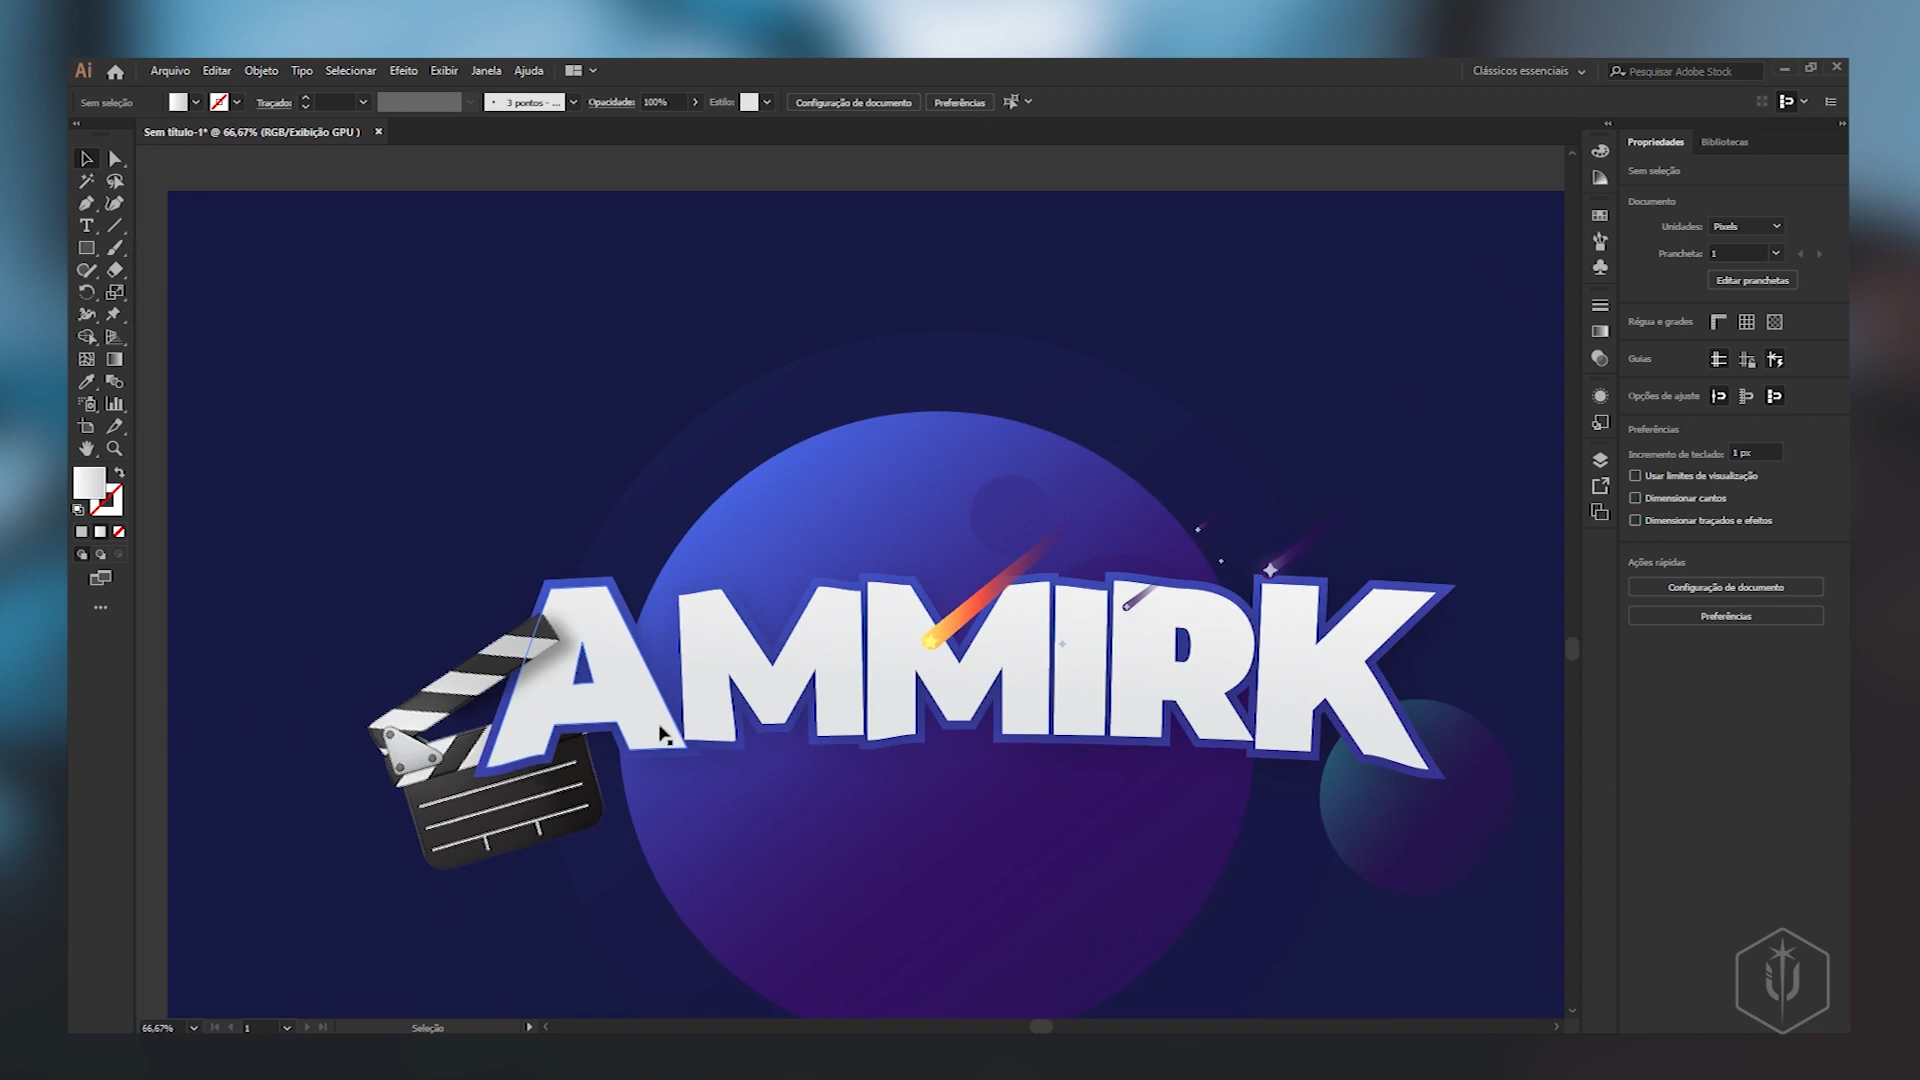 Ai Arquivo Editar Objeto Tipo Selecionar Efeito Exibir Janela Ajuda Clássicos essenciais Pesquisar Adobe Stock
Sem seleção Traçado: 3 pontos - ... Opacidade: 100% Estilo: Configuração de documento Preferências
Sem título-1* @ 66,67% (RGB/Exibição GPU ) ×
Propriedades Bibliotecas
Sem seleção
Documento
Unidades: Pixels
Prancheta: 1
Editar pranchetas
Régua e grades
Guias
Opções de ajuste
Preferências
Incremento de teclado: 1 px
Usar limites de visualização
Dimensionar cantos
Dimensionar traçados e efeitos
Ações rápidas
Configuração de documento
Preferências
AMMIRK
66,67% 1 Seleção